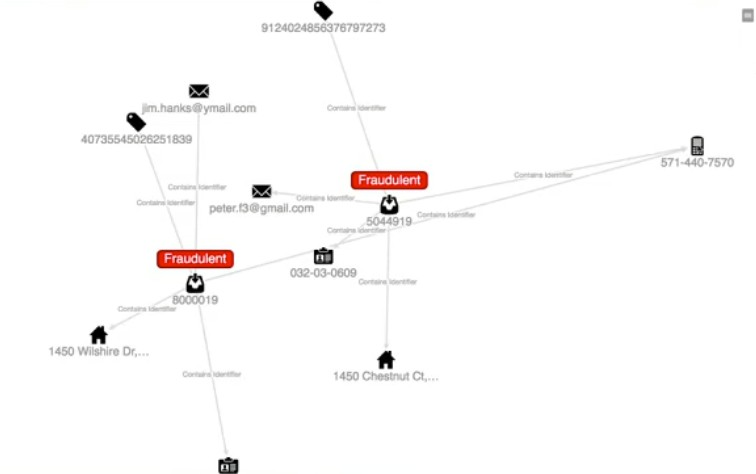 9124024856376797273
jim.hanks@ymail.com
Contains Identifier
40735545026251839
571-440-7570
Contains Identifier
Fraudulent
Contains Identifier
Contains Identifier
peter.f3@gmail.com
Contains Identifier
Contains Identifier
5044919
Contains Identifier
Fraudulent
032-03-0609
Contains Identifier
8000019
Contains Identifier
1450 Wilshire Dr,...
1450 Chestnut Ct,...
Contains Identifier